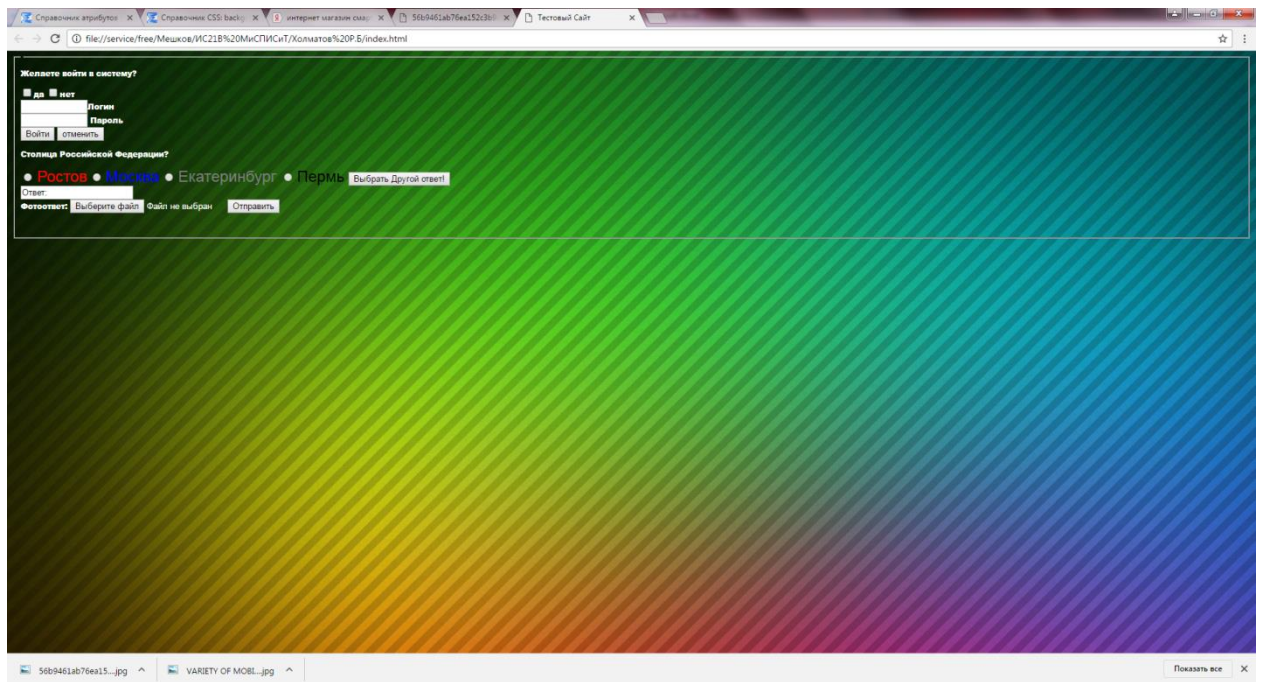 Справочник атрибутов
Справочник CSS: backg
интернет магазин смар
56b9461ab76ea152c3b
Тестовый Сайт
file://service/free/Мешков/ИС21В%20МиСПИСиТ/Холматов%20Р.Б/index.html
Желаете войти в систему?
да нет
Логин
Пароль
Войти отменить
Столица Российской Федерации?
Ростов Москва Екатеринбург Пермь Выбрать Другой ответ!
Ответ:
Фотоответ: Выберите файл Файл не выбран Отправить
56b9461ab76ea15....jpg VARIETY OF MOBI....jpg Показать все